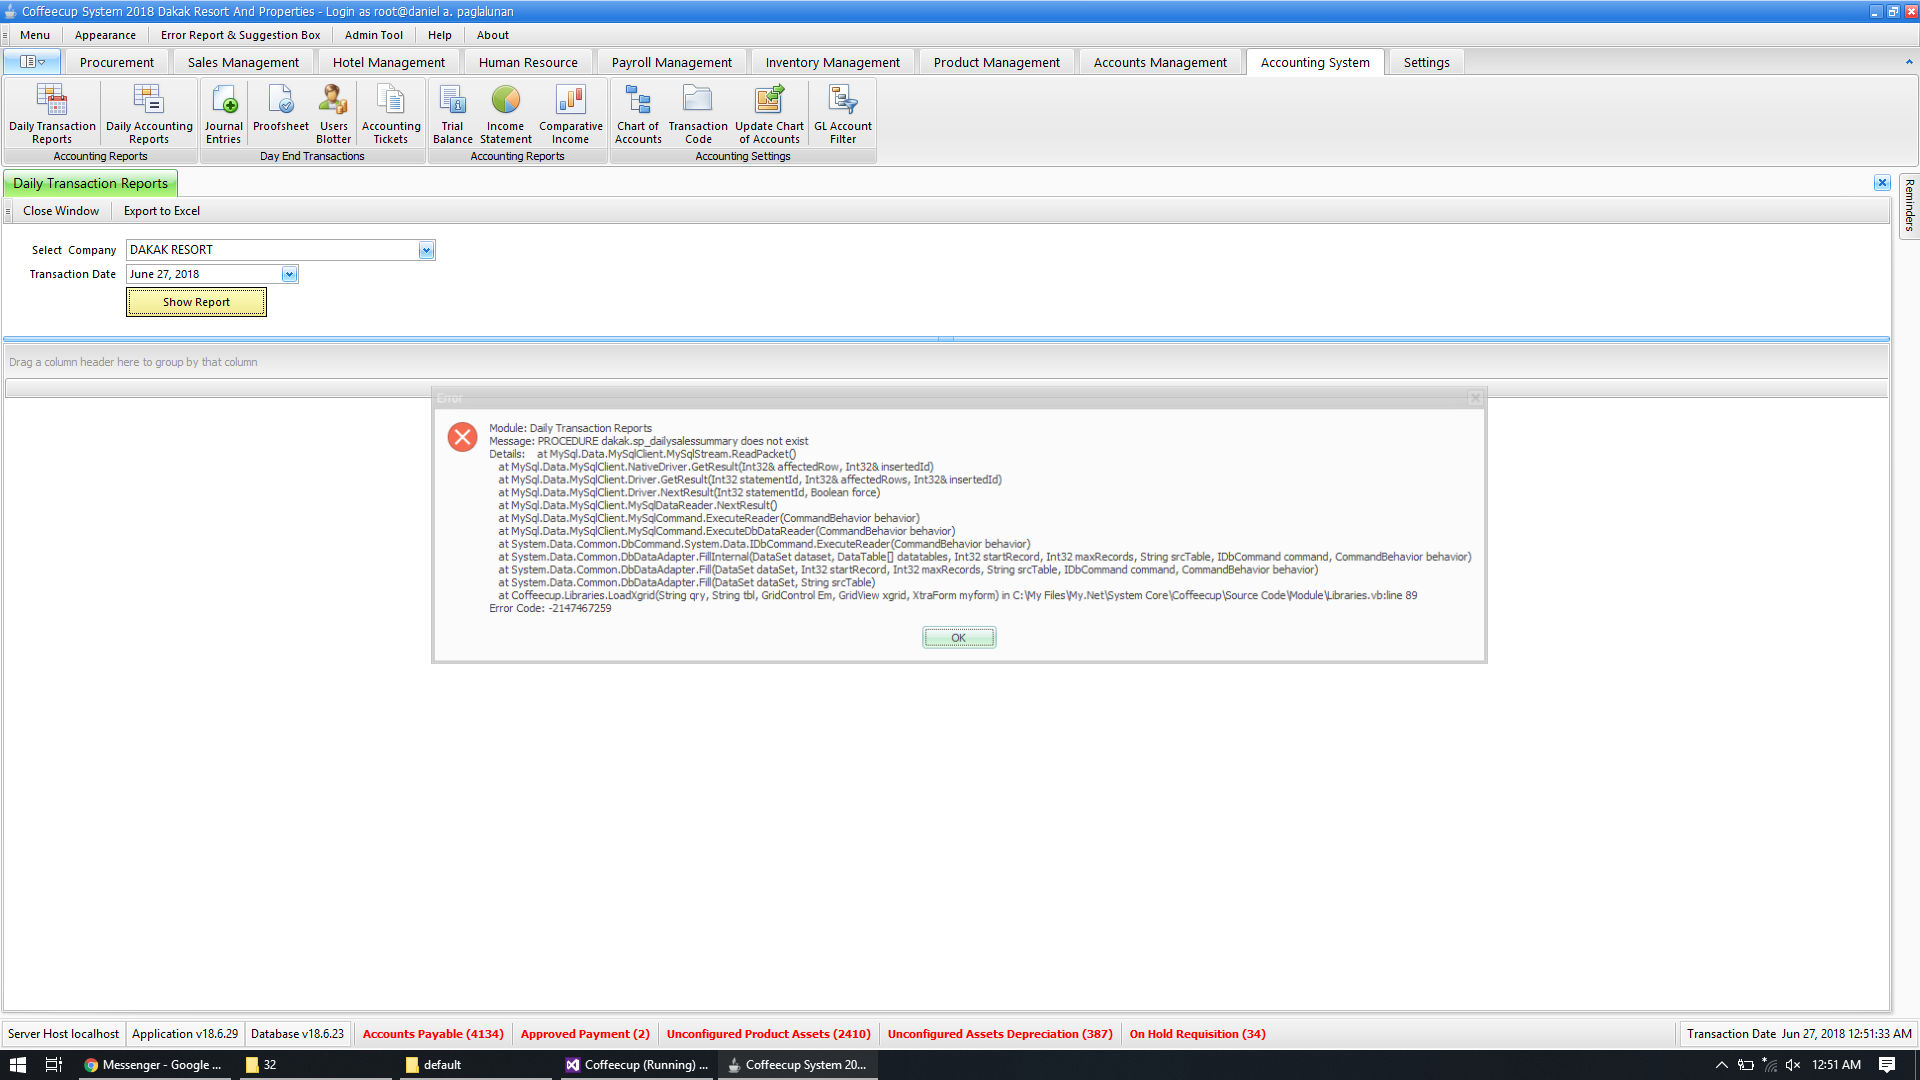 Coffeecup System 2018 Dakak Resort And Properties - Login as root@daniel a. paglalunan
Menu Appearance Error Report & Suggestion Box Admin Tool Help About
Procurement Sales Management Hotel Management Human Resource Payroll Management Inventory Management Product Management Accounts Management Accounting System Settings
Daily Transaction Reports Daily Accounting Reports Journal Entries Proofsheet Users Blotter Accounting Tickets Trial Balance Income Statement Comparative Income Chart of Accounts Transaction Code Update Chart of Accounts GL Account Filter
Accounting Reports Day End Transactions Accounting Reports Accounting Settings
Daily Transaction Reports
Reminders
Close Window Export to Excel
Select Company DAKAK RESORT
Transaction Date June 27, 2018
Show Report
Drag a column header here to group by that column
Error
Module: Daily Transaction Reports
Message: PROCEDURE dakak.sp_dailysalessummary does not exist
Details: at MySql.Data.MySqlClient.MySqlStream.ReadPacket()
at MySql.Data.MySqlClient.NativeDriver.GetResult(Int32& affectedRow, Int32& insertedId)
at MySql.Data.MySqlClient.Driver.GetResult(Int32 statementId, Int32& affectedRows, Int32& insertedId)
at MySql.Data.MySqlClient.Driver.NextResult(Int32 statementId, Boolean force)
at MySql.Data.MySqlClient.MySqlDataReader.NextResult()
at MySql.Data.MySqlClient.MySqlCommand.ExecuteReader(CommandBehavior behavior)
at MySql.Data.MySqlClient.MySqlCommand.ExecuteDbDataReader(CommandBehavior behavior)
at System.Data.Common.DbCommand.System.Data.IDbCommand.ExecuteReader(CommandBehavior behavior)
at System.Data.Common.DbDataAdapter.FillInternal(DataSet dataset, DataTable[] datatables, Int32 startRecord, Int32 maxRecords, String srcTable, IDbCommand command, CommandBehavior behavior)
at System.Data.Common.DbDataAdapter.Fill(DataSet dataSet, Int32 startRecord, Int32 maxRecords, String srcTable, IDbCommand command, CommandBehavior behavior)
at System.Data.Common.DbDataAdapter.Fill(DataSet dataSet, String srcTable)
at Coffeecup.Libraries.LoadXgrid(String qry, String tbl, GridControl Em, GridView xgrid, XtraForm myform) in C:\My Files\My.Net\System Core\Coffeecup\Source Code\Module\Libraries.vb:line 89
Error Code: -2147467259
OK
Server Host localhost Application v18.6.29 Database v18.6.23 Accounts Payable (4134) Approved Payment (2) Unconfigured Product Assets (2410) Unconfigured Assets Depreciation (387) On Hold Requisition (34) Transaction Date Jun 27, 2018 12:51:33 AM
Messenger - Google ... 32 default Coffeecup (Running) ... Coffeecup System 20... 12:51 AM